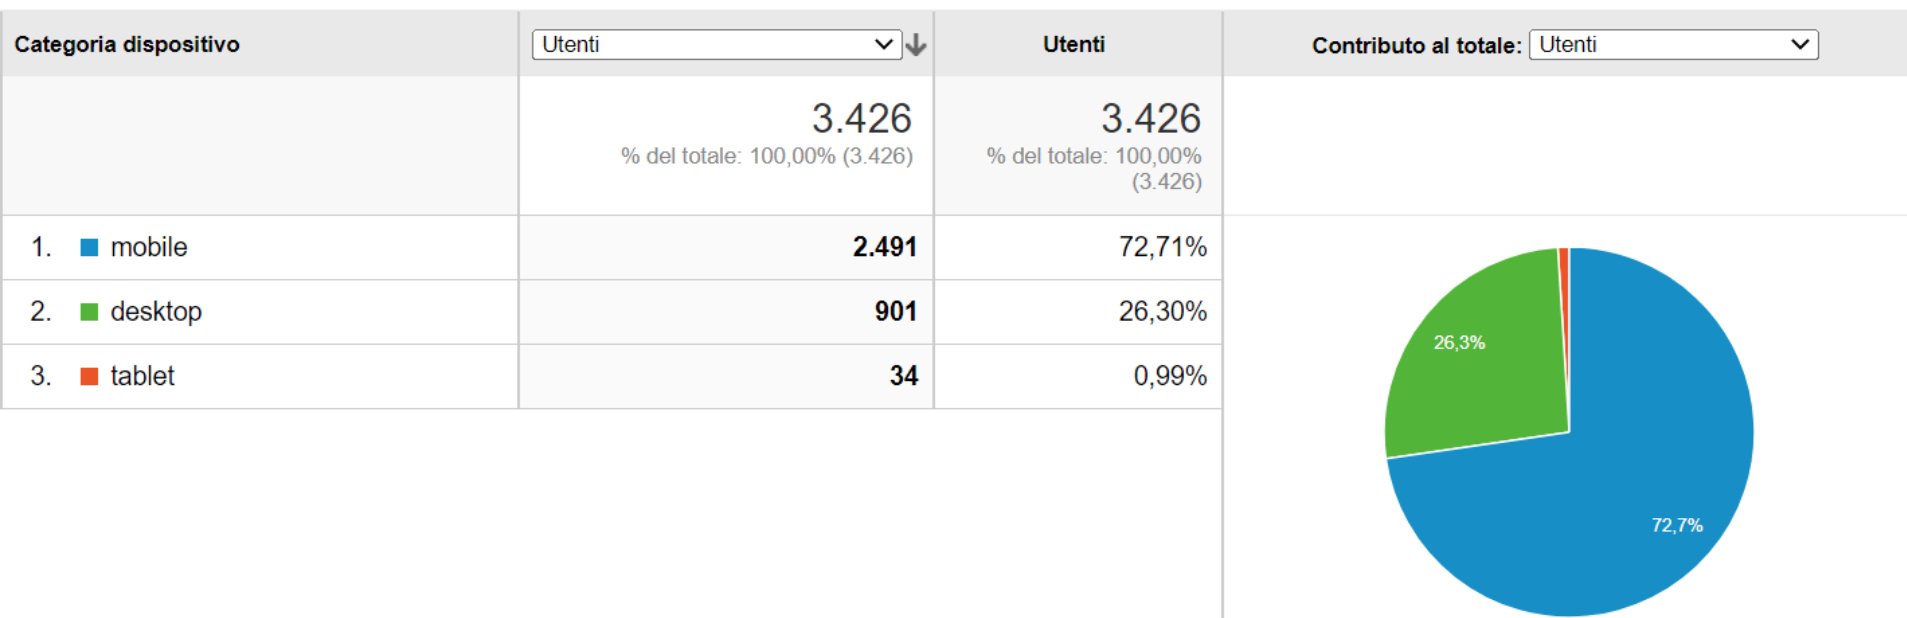 Categoria dispositivo Utenti Utenti Contributo al totale: Utenti
3.426 3.426
% del totale: 100,00% (3.426) % del totale: 100,00%
(3.426)
1. mobile 2.491 72,71%
2. desktop 901 26,30%
3. tablet 34 0,99%
26,3%
72,7%